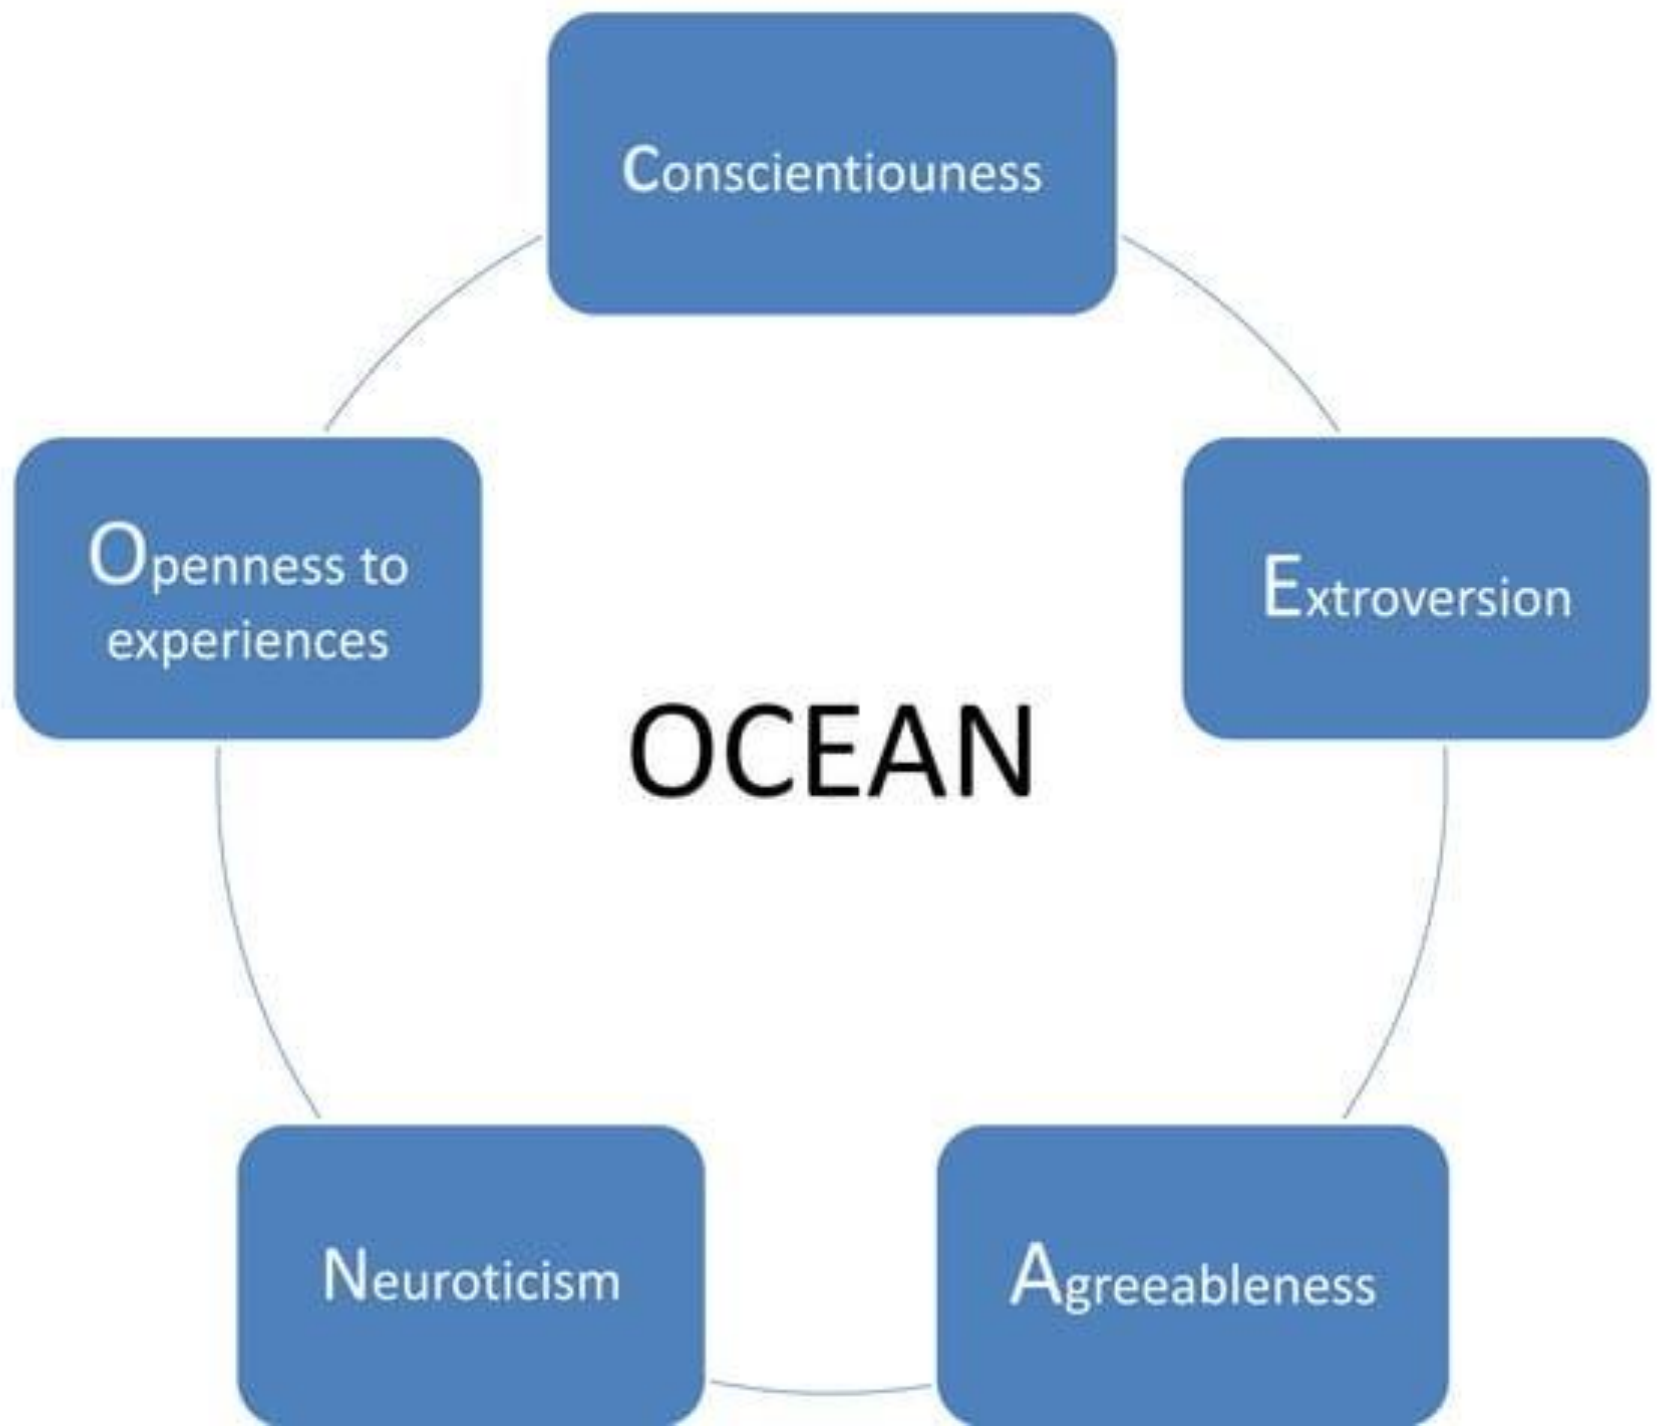 Conscientiouness
Openness to
experiences
Extroversion
OCEAN
Neuroticism
Agreeableness